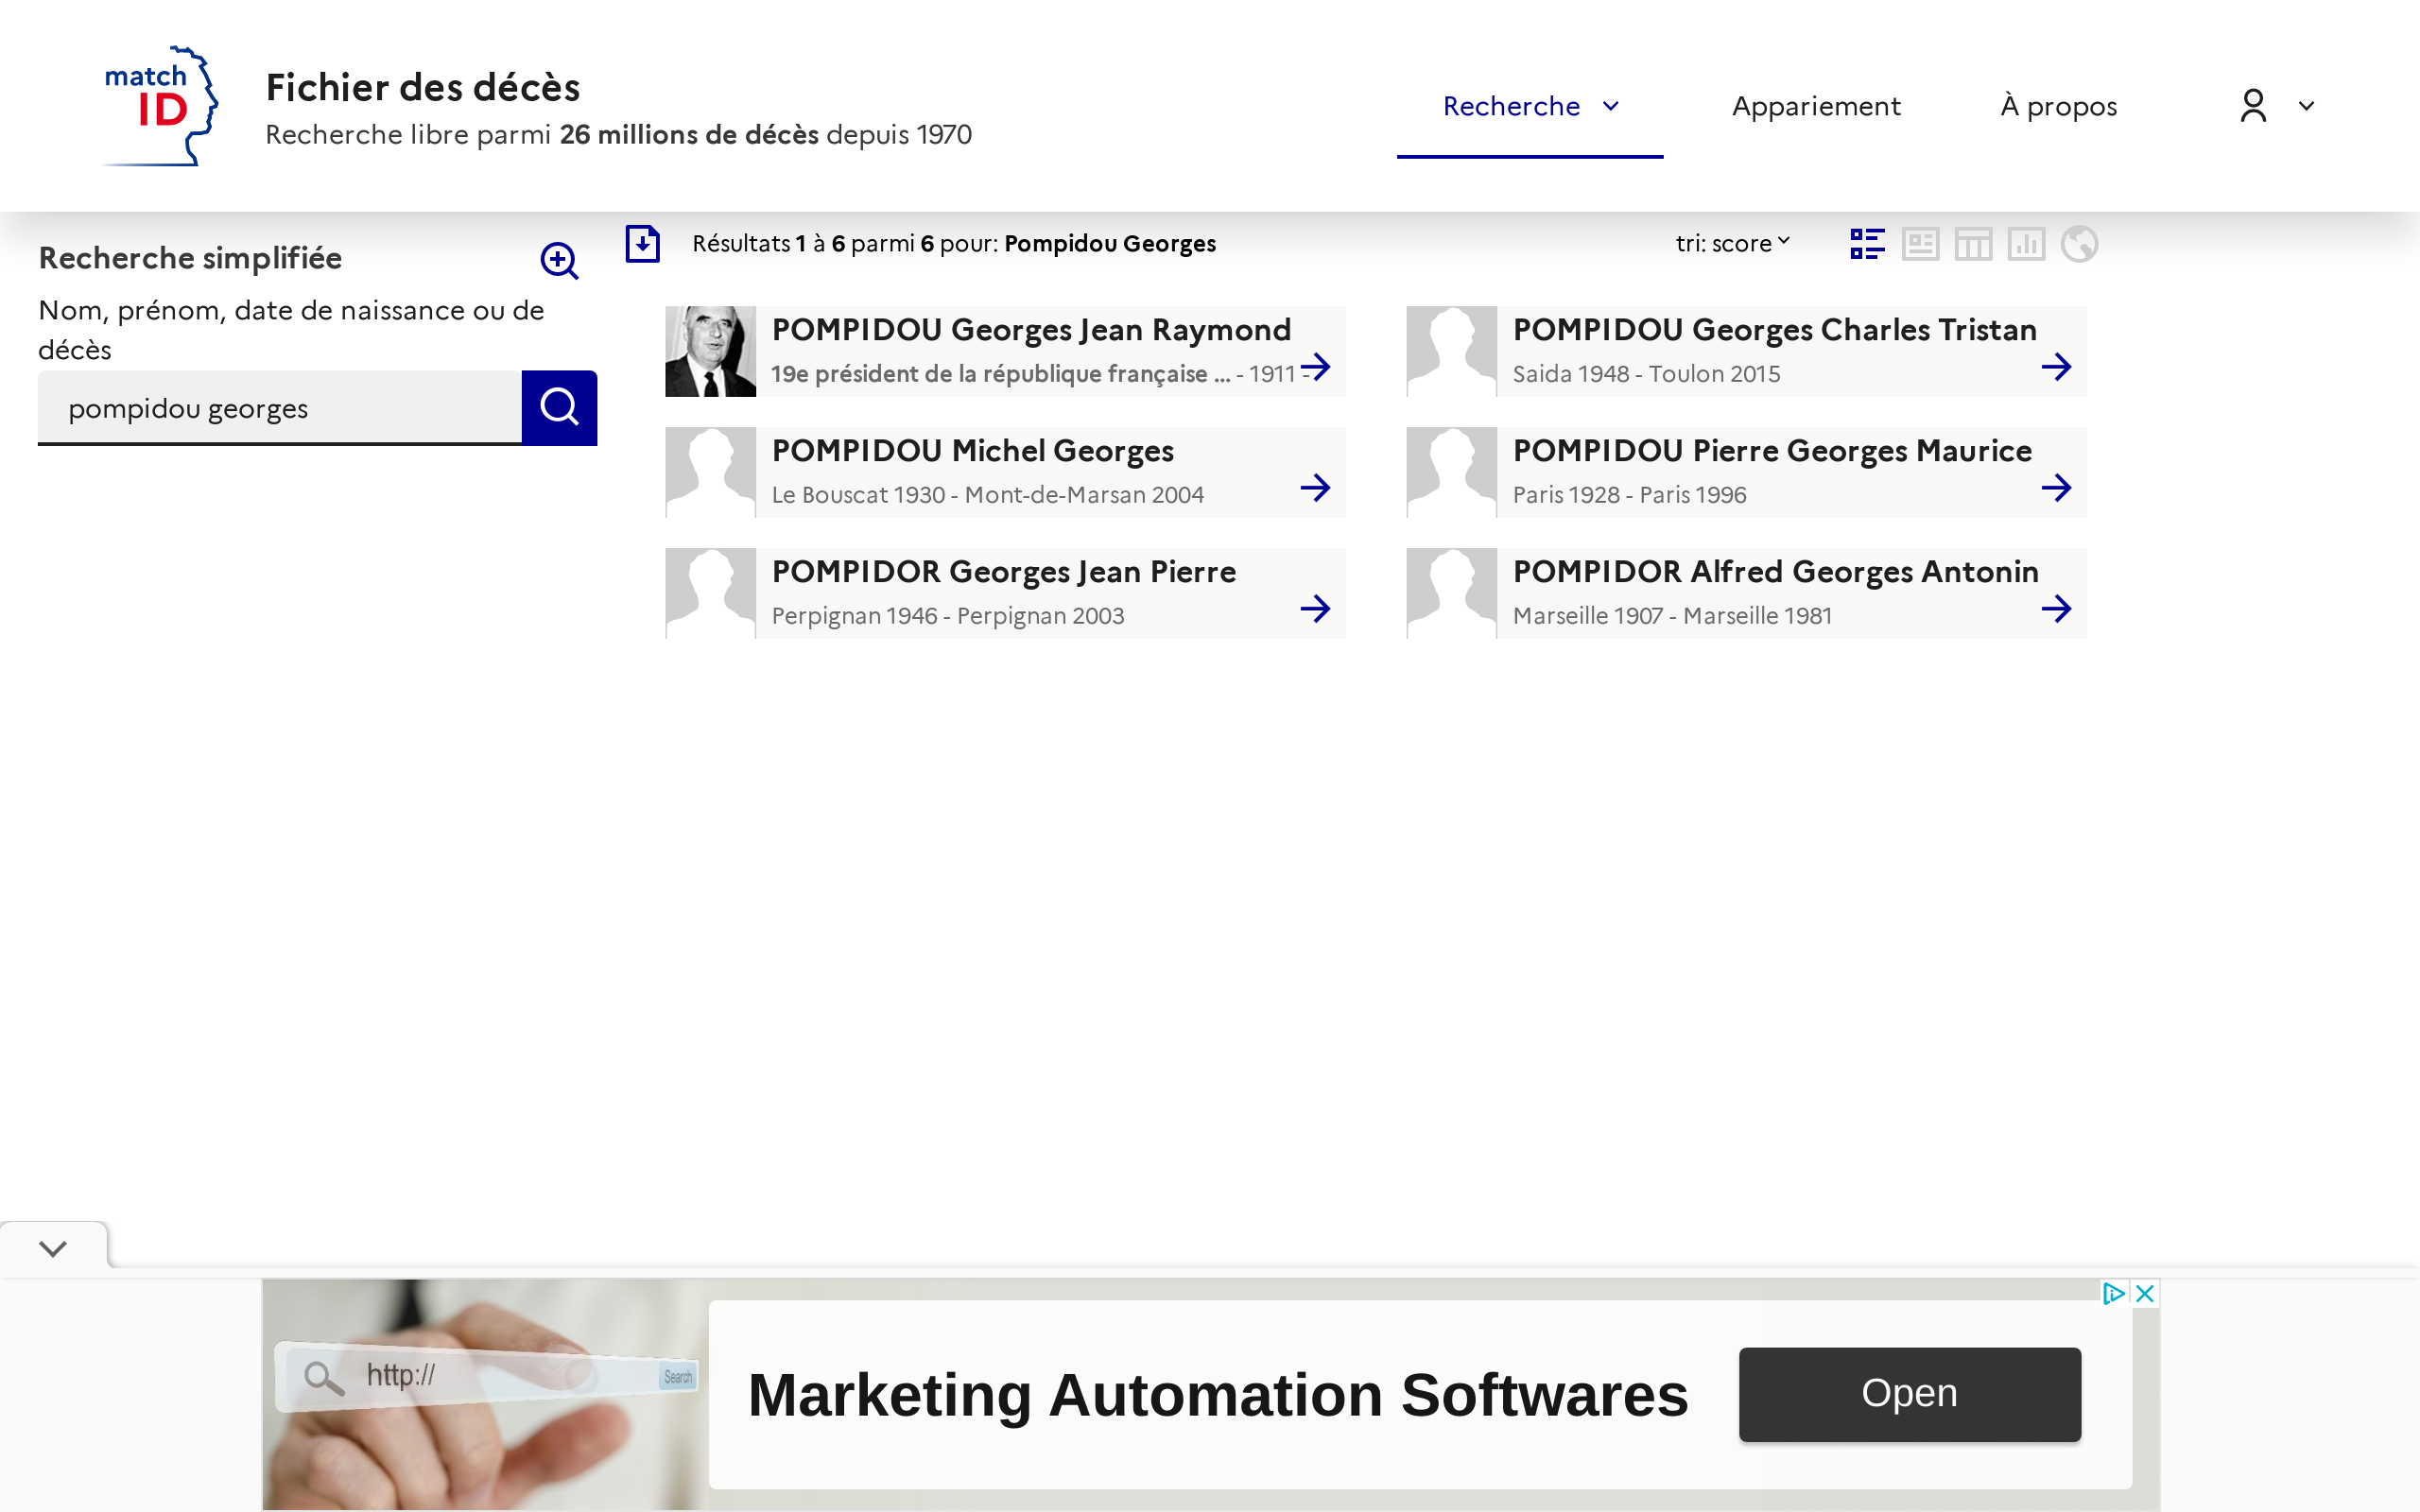 match
ID
Fichier des décès
Recherche libre parmi 26 millions de décès depuis 1970
Recherche
Appariement
À propos
Recherche simplifiée
Nom, prénom, date de naissance ou de
décès
pompidou georges
Résultats 1 à 6 parmi 6 pour: Pompidou Georges
tri: score
POMPIDOU Georges Jean Raymond
19e président de la république française ... - 1911 -
POMPIDOU Georges Charles Tristan
Saida 1948 - Toulon 2015
POMPIDOU Michel Georges
Le Bouscat 1930 - Mont-de-Marsan 2004
POMPIDOU Pierre Georges Maurice
Paris 1928 - Paris 1996
POMPIDOR Georges Jean Pierre
Perpignan 1946 - Perpignan 2003
POMPIDOR Alfred Georges Antonin
Marseille 1907 - Marseille 1981
http://
Search
Marketing Automation Softwares
Open